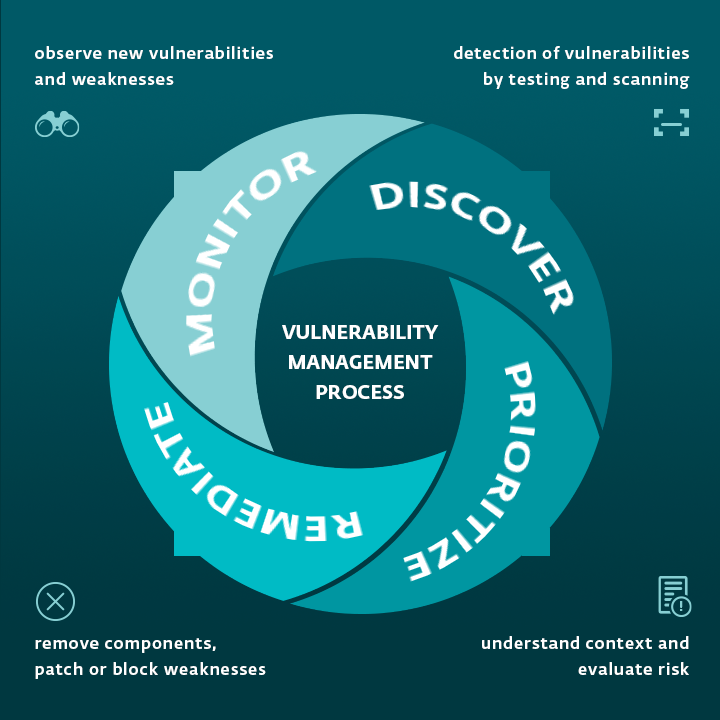 observe new vulnerabilities
and weaknesses
detection of vulnerabilities
by testing and scanning
MONITOR
DISCOVER
VULNERABILITY
MANAGEMENT
PROCESS
PRIORITIZE
REMEDIATE
remove components,
patch or block weaknesses
understand context and
evaluate risk